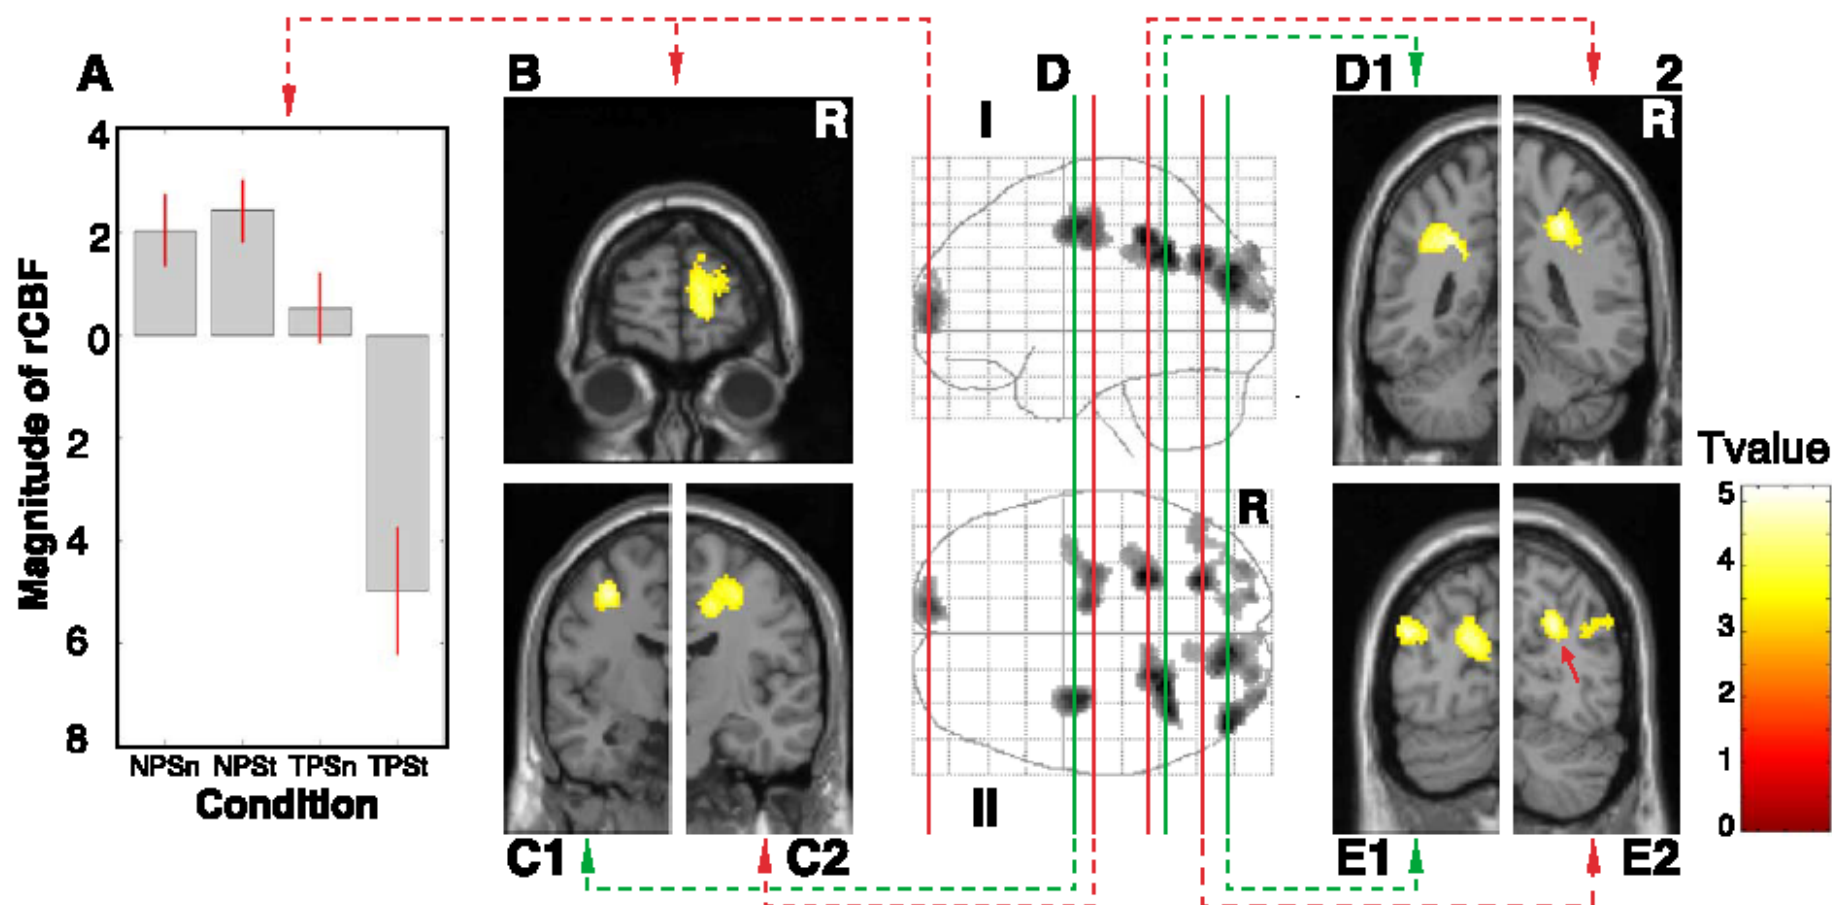 A
B
D
D1
2
R
I
R
4
2
0
2
4
6
8
Magnitude of rCBF
NPSn NPSt TPSn TPSt
Condition
R
II
C1
C2
E1
E2
Tvalue
5
4
3
2
1
0